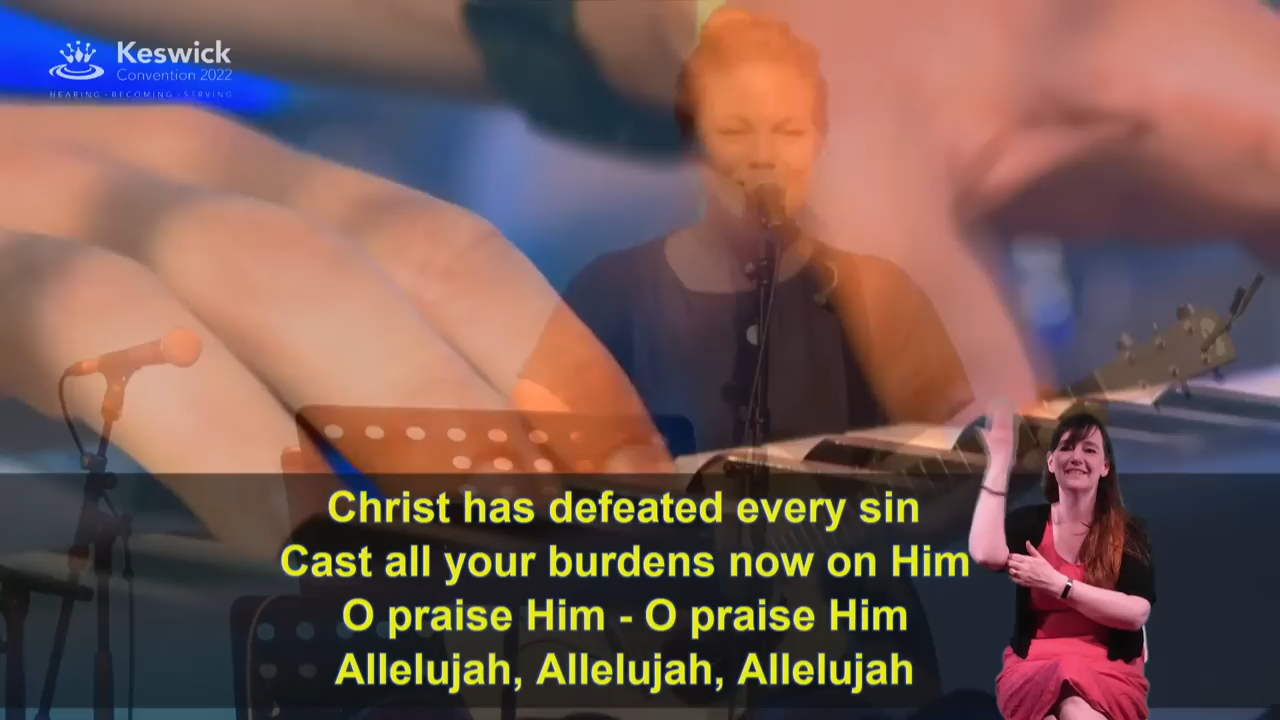 Keswick
Convention 2022
HEARING · BECOMING · SERVING
Christ has defeated every sin
Cast all your burdens now on Him
O praise Him - O praise Him
Allelujah, Allelujah, Allelujah